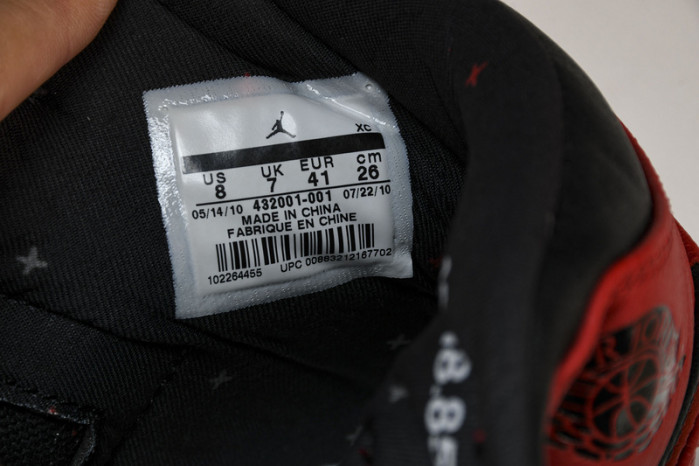 XC
US UK EUR cm
8 7 41 26
05/14/10 432001-001 07/22/10
MADE IN CHINA
FABRIQUE EN CHINE
102264455 UPC 00883212167702